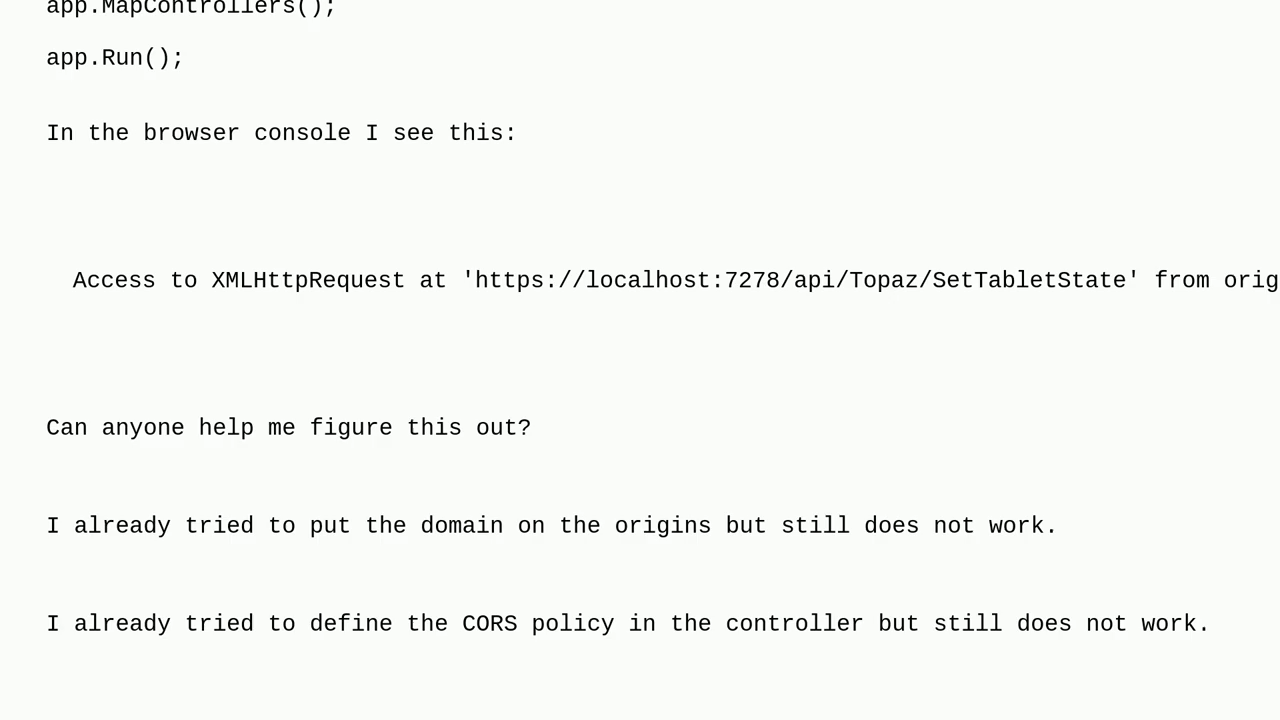 app.MapControllers();
app.Run();
In the browser console I see this:
Access to XMLHttpRequest at 'https://localhost:7278/api/Topaz/SetTabletState' from orig
Can anyone help me figure this out?
I already tried to put the domain on the origins but still does not work.
I already tried to define the CORS policy in the controller but still does not work.